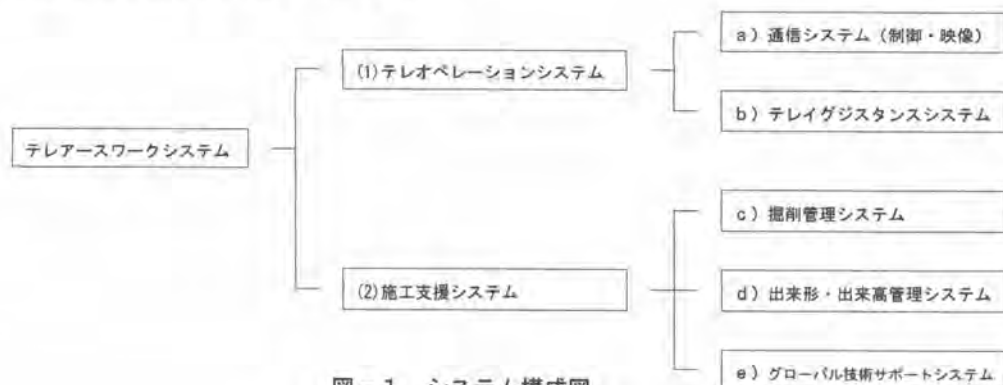 テレアースワークシステム
(1)テレオペレーションシステム
a)通信システム(制御・映像)
b)テレイグジスタンスシステム
(2)施工支援システム
c)掘削管理システム
d)出来形・出来高管理システム
e)グローバル技術サポートシステム
図-1 システム構成図